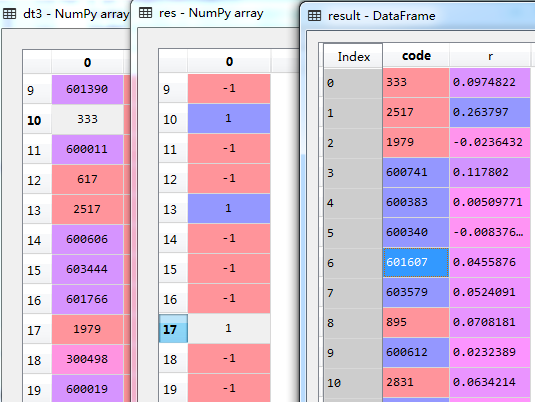 dt3 - NumPy array
0
9 601390
10 333
11 600011
12 617
13 2517
14 600606
15 603444
16 601766
17 1979
18 300498
19 600019
res - NumPy array
0
9 -1
10 1
11 -1
12 -1
13 1
14 -1
15 -1
16 -1
17 1
18 -1
19 -1
result - DataFrame
Index code r
0 333 0.0974822
1 2517 0.263797
2 1979 -0.0236432
3 600741 0.117802
4 600383 0.00509771
5 600340 -0.008376…
6 601607 0.0455876
7 603579 0.0524091
8 895 0.0708181
9 600612 0.0232389
10 2831 0.0634214